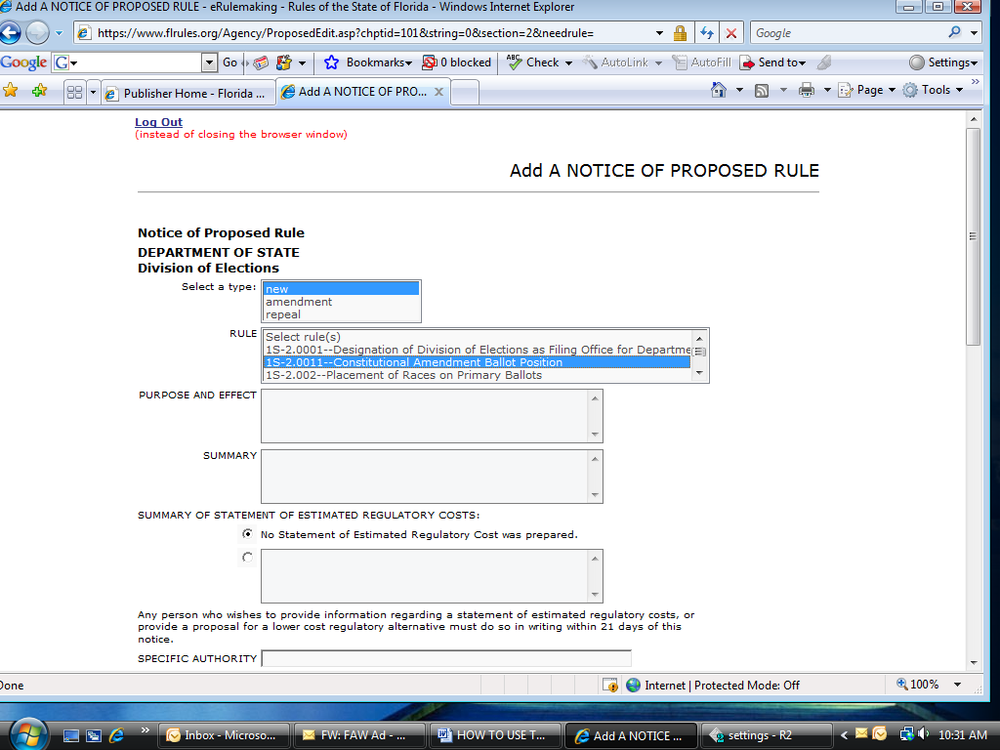 Add A NOTICE OF PROPOSED RULE - eRulemaking - Rules of the State of Florida - Windows Internet Explorer
https://www.flrules.org/Agency/ProposedEdit.asp?chptid=101&string=0&section=2&needrule=
Google
Google G Go Bookmarks 0 blocked ABC Check AutoLink AutoFill Send to Settings
Publisher Home - Florida ... Add A NOTICE OF PRO... Page Tools
Log Out
(instead of closing the browser window)
Add A NOTICE OF PROPOSED RULE
Notice of Proposed Rule
DEPARTMENT OF STATE
Division of Elections
Select a type: new
amendment
repeal
RULE Select rule(s)
1S-2.0001--Designation of Division of Elections as Filing Office for Departme
1S-2.0011--Constitutional Amendment Ballot Position
1S-2.002--Placement of Races on Primary Ballots
PURPOSE AND EFFECT
SUMMARY
SUMMARY OF STATEMENT OF ESTIMATED REGULATORY COSTS:
No Statement of Estimated Regulatory Cost was prepared.
Any person who wishes to provide information regarding a statement of estimated regulatory costs, or
provide a proposal for a lower cost regulatory alternative must do so in writing within 21 days of this
notice.
SPECIFIC AUTHORITY
Done Internet | Protected Mode: Off 100%
Inbox - Microso... FW: FAW Ad - ... HOW TO USE T... Add A NOTICE ... settings - R2 10:31 AM